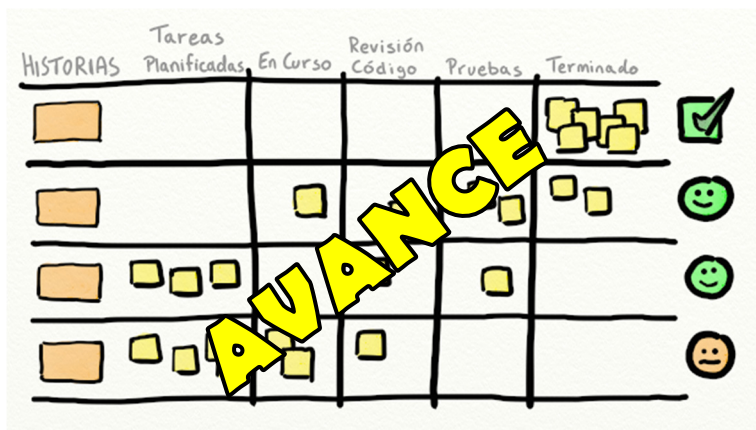 HISTORIAS
Tareas
Planificadas
En Curso
Revisión
Código
Pruebas
Terminado
AVANCE